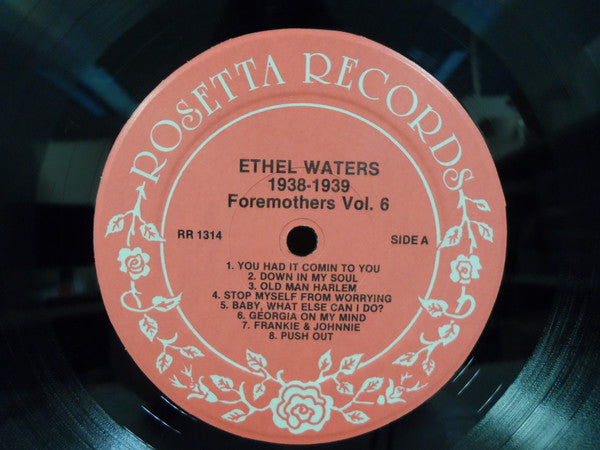 ROSETTA RECORDS
ETHEL WATERS
1938-1939
Foremothers Vol. 6
RR 1314
SIDE A
1. YOU HAD IT COMIN TO YOU
2. DOWN IN MY SOUL
3. OLD MAN HARLEM
4. STOP MYSELF FROM WORRYING
5. BABY, WHAT ELSE CAN I DO?
6. GEORGIA ON MY MIND
7. FRANKIE & JOHNNIE
8. PUSH OUT